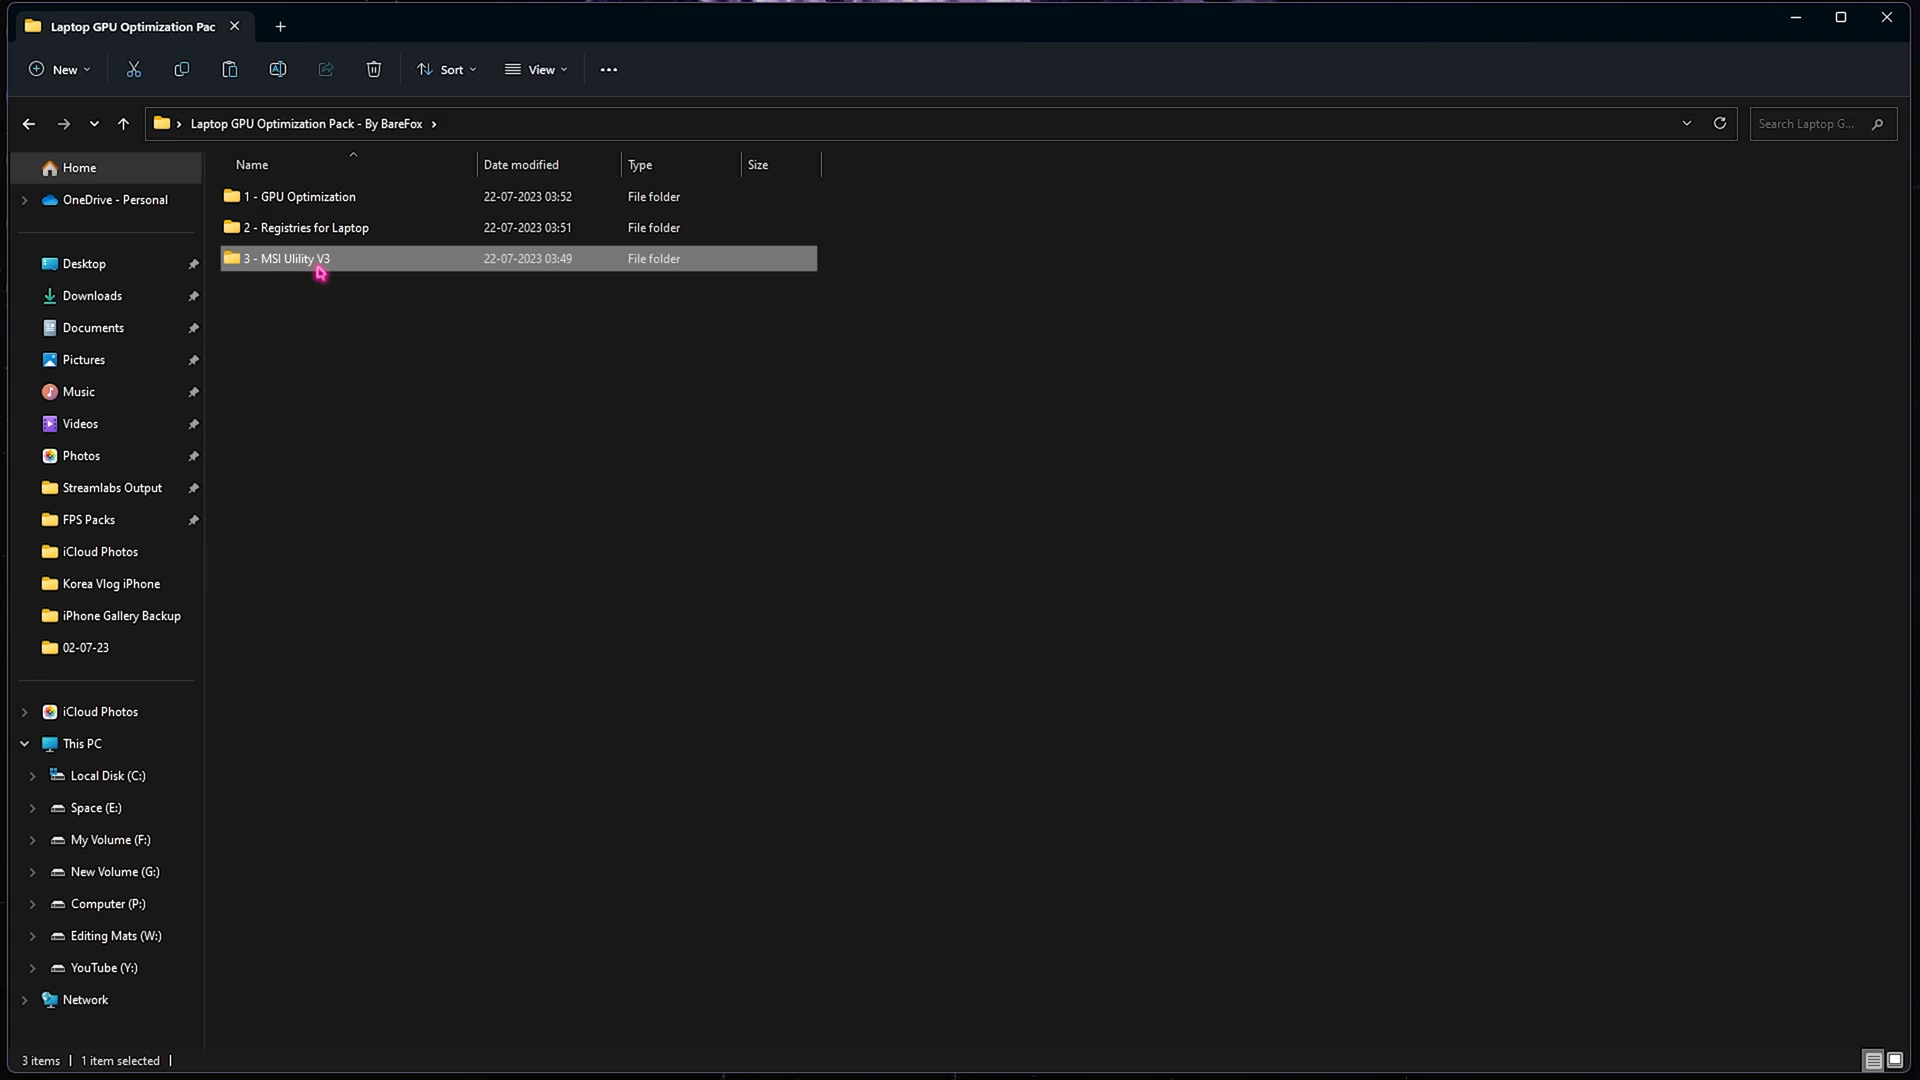 Laptop GPU Optimization Pac
New
Sort
View
Laptop GPU Optimization Pack - By BareFox
Search Laptop G...
Name
Date modified
Type
Size
1 - GPU Optimization
22-07-2023 03:52
File folder
2 - Registries for Laptop
22-07-2023 03:51
File folder
3 - MSI Ulility V3
22-07-2023 03:49
File folder
Home
OneDrive - Personal
Desktop
Downloads
Documents
Pictures
Music
Videos
Photos
Streamlabs Output
FPS Packs
iCloud Photos
Korea Vlog iPhone
iPhone Gallery Backup
02-07-23
iCloud Photos
This PC
Local Disk (C:)
Space (E:)
My Volume (F:)
New Volume (G:)
Computer (P:)
Editing Mats (W:)
YouTube (Y:)
Network
3 items
1 item selected